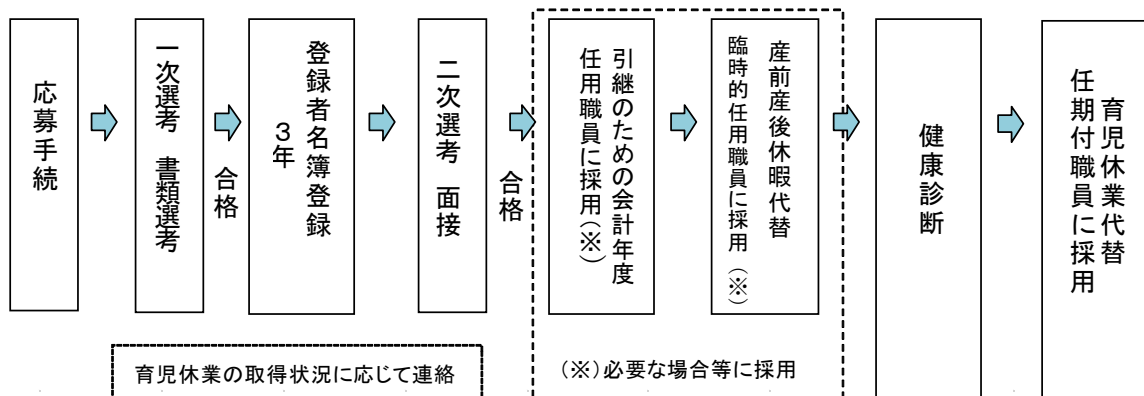 応募手続
一次選考　書類選考
合格
登録者名簿登録
３年
二次選考　面接
合格
引継のための会計年度
任用職員に採用（※）
産前産後休暇代替
臨時的任用職員に採用（※）
健康診断
育児休業代替
任期付職員に採用
育児休業の取得状況に応じて連絡
（※）必要な場合等に採用